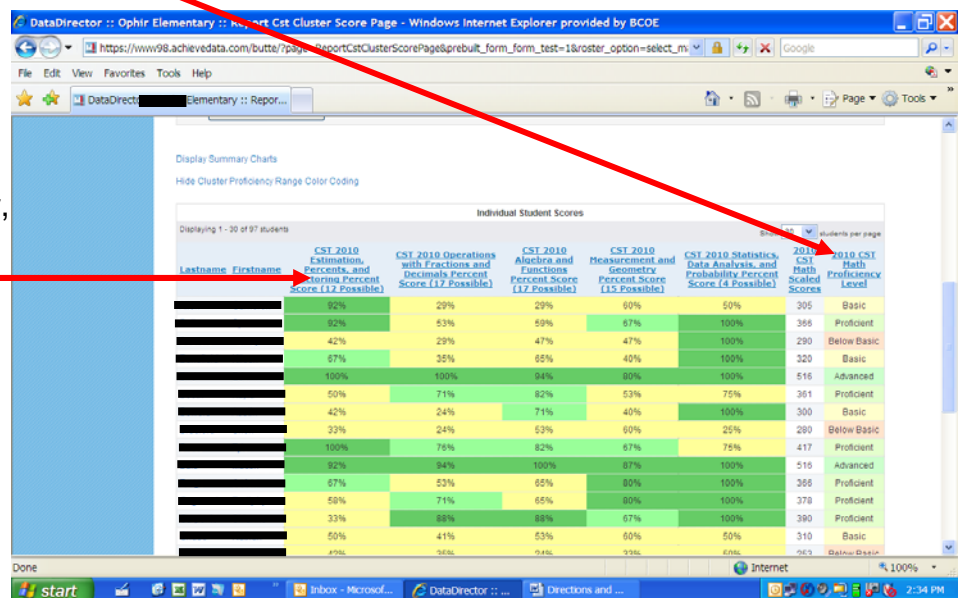 DataDirector :: Ophir Elementary :: Report Cst Cluster Score Page - Windows Internet Explorer provided by BCOE
https://www98.achievedata.com/butte/?page=ReportCstClusterScorePage&prebuilt_form_form_test=1&roster_option=select_m
Google
File Edit View Favorites Tools Help
DataDirecto Elementary :: Repor...
Page Tools
Display Summary Charts
Hide Cluster Proficiency Range Color Coding
,
Individual Student Scores
Displaying 1 - 30 of 97 students
students per page
Lastname Firstname CST 2010 Estimation, Percents, and Factoring Percent Score (12 Possible) CST 2010 Operations with Fractions and Decimals Percent Score (17 Possible) CST 2010 Algebra and Functions Percent Score (17 Possible) CST 2010 Measurement and Geometry Percent Score (15 Possible) CST 2010 Statistics, Data Analysis, and Probability Percent Score (4 Possible) 2010 CST Math Scaled Scores 2010 CST Math Proficiency Level
92% 29% 29% 60% 50% 305 Basic
92% 53% 59% 67% 100% 366 Proficient
42% 29% 47% 47% 100% 290 Below Basic
67% 35% 65% 40% 100% 320 Basic
100% 100% 94% 80% 100% 516 Advanced
50% 71% 82% 53% 75% 361 Proficient
42% 24% 71% 40% 100% 300 Basic
33% 24% 53% 60% 25% 280 Below Basic
100% 76% 82% 67% 75% 417 Proficient
92% 94% 100% 87% 100% 516 Advanced
67% 53% 65% 80% 100% 366 Proficient
58% 71% 65% 80% 100% 378 Proficient
33% 88% 88% 67% 100% 390 Proficient
50% 41% 53% 60% 50% 310 Basic
42% 35% 24% 33% 50% 263 Below Basic
Done Internet 100%
start Inbox - Microsof... DataDirector :: ... Directions and ... 2:34 PM